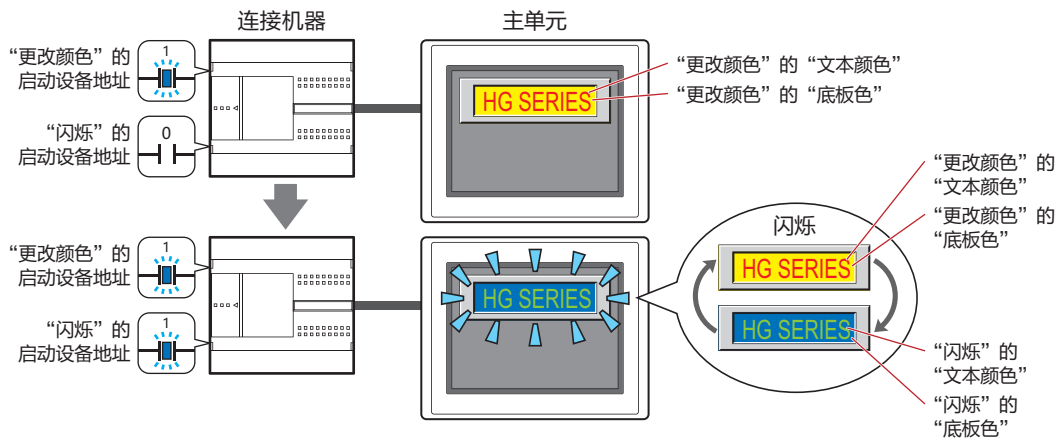 连接机器
主单元
“更改颜色”的
启动设备地址
1
“闪烁”的
启动设备地址
0
HG SERIES
“更改颜色”的“文本颜色”
“更改颜色”的“底板色”
“更改颜色”的
启动设备地址
1
“闪烁”的
启动设备地址
1
HG SERIES
闪烁
HG SERIES
HG SERIES
“更改颜色”的
“文本颜色”
“更改颜色”的
“底板色”
“闪烁”的
“文本颜色”
“闪烁”的
“底板色”